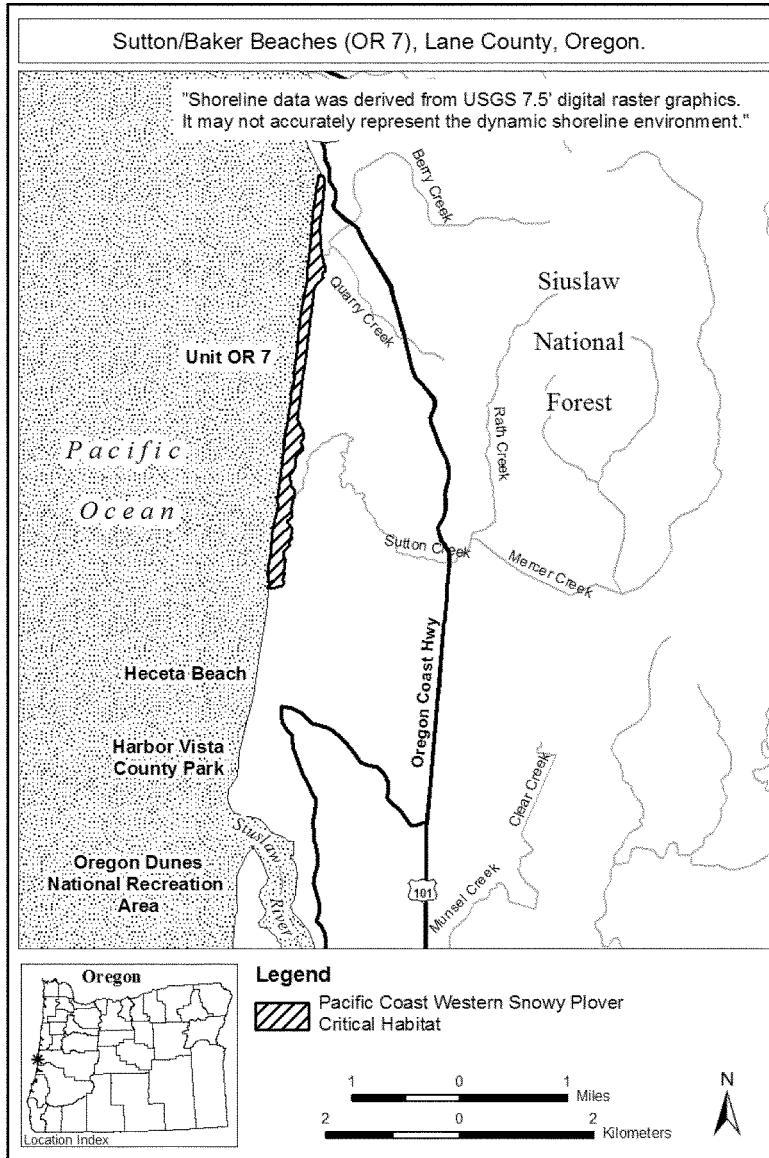 Sutton/Baker Beaches (OR 7), Lane County, Oregon.
"Shoreline data was derived from USGS 7.5' digital raster graphics.
It may not accurately represent the dynamic shoreline environment."
Berry Creek
Siuslaw
National
Forest
Quarry Creek
Unit OR 7
Rath Creek
Pacific
Ocean
Sutton Creek
Mercer Creek
Oregon Coast Hwy
Heceta Beach
Harbor Vista
County Park
Clear Creek
Siuslaw
River
Oregon Dunes
National Recreation
Area
101
Munsel Creek
Oregon
Location Index
Legend
Pacific Coast Western Snowy Plover
Critical Habitat
1 0 1
Miles
2 0 2
Kilometers
N